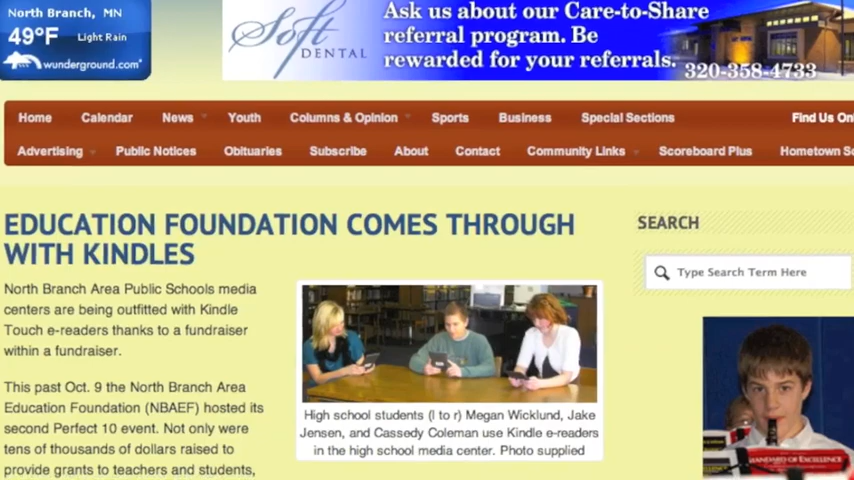 North Branch, MN
49°F Light Rain
wunderground.com
Soft
DENTAL
Ask us about our Care-to-Share
referral program. Be
rewarded for your referrals.
320-358-4733
Home Calendar News Youth Columns & Opinion Sports Business Special Sections Find Us Onl
Advertising Public Notices Obituaries Subscribe About Contact Community Links Scoreboard Plus Hometown Sc
EDUCATION FOUNDATION COMES THROUGH
WITH KINDLES
North Branch Area Public Schools media
centers are being outfitted with Kindle
Touch e-readers thanks to a fundraiser
within a fundraiser.
This past Oct. 9 the North Branch Area
Education Foundation (NBAEF) hosted its
second Perfect 10 event. Not only were
tens of thousands of dollars raised to
provide grants to teachers and students,
High school students (l to r) Megan Wicklund, Jake
Jensen, and Cassedy Coleman use Kindle e-readers
in the high school media center. Photo supplied
SEARCH
Type Search Term Here
STANDARD OF EXCELLENCE